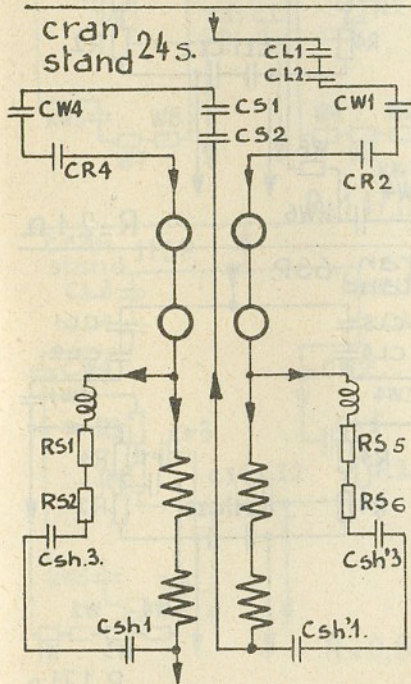 cran
stand 24 s.
CL1
CL2
CW4
CS1
CW1
CS2
CR4
CR2
RS1
RS5
RS2
RS6
Csh.3.
Csh'3
Csh1
Csh'1.